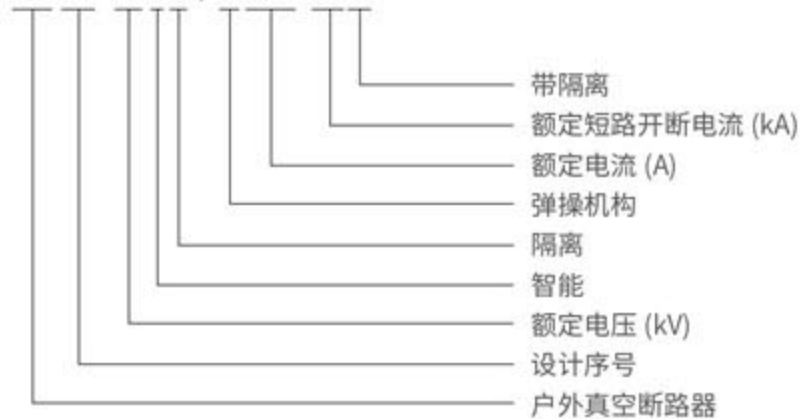 带隔离
额定短路开断电流 (kA)
额定电流 (A)
弹操机构
隔离
智能
额定电压 (kV)
设计序号
户外真空断路器